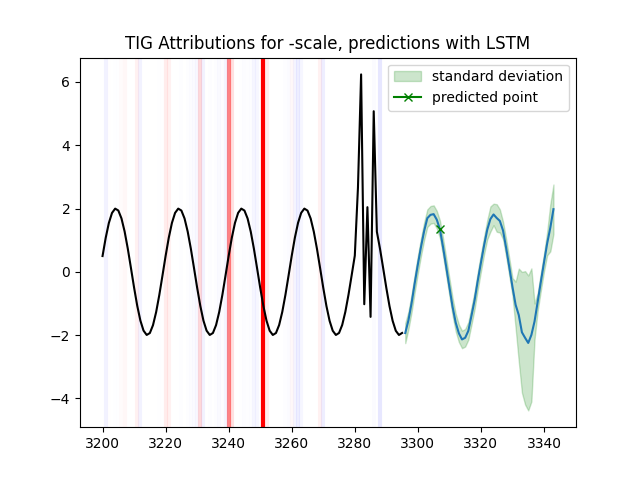 TIG Attributions for -scale, predictions with LSTM
standard deviation
predicted point
6
4
2
0
−2
−4
3200 3220 3240 3260 3280 3300 3320 3340